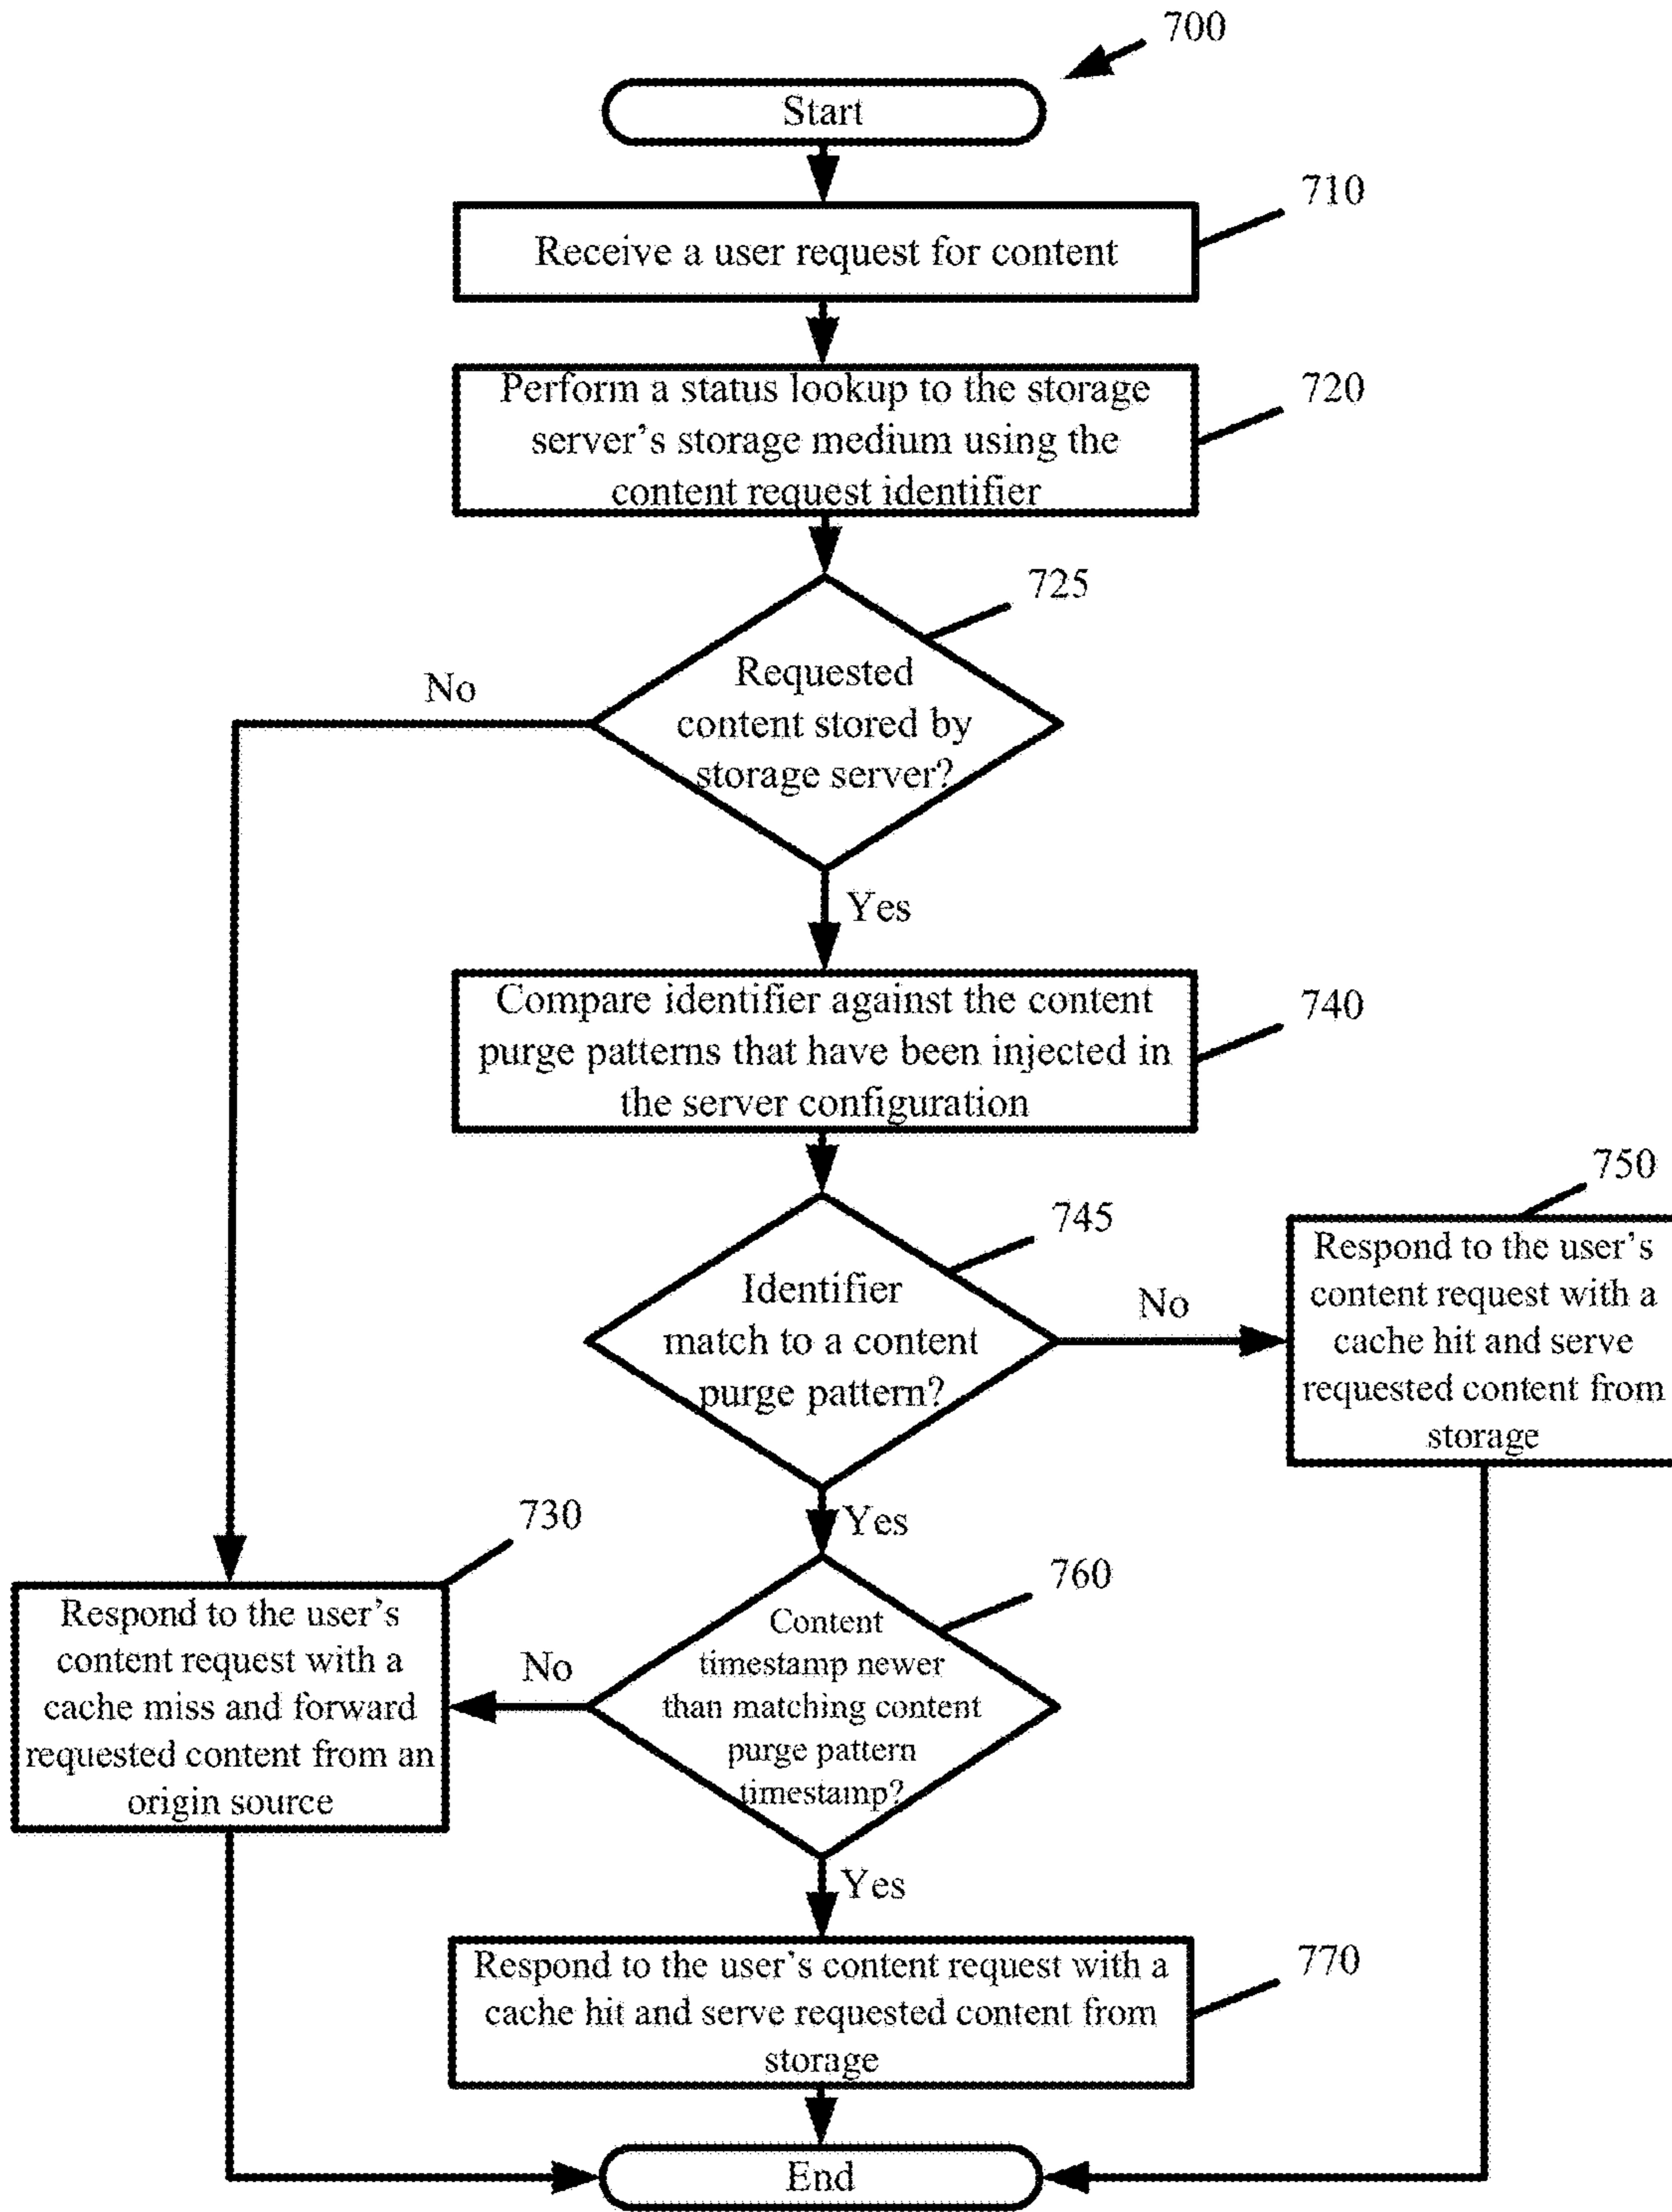 700
Start
710
Receive a user request for content
720
Perform a status lookup to the storage
server's storage medium using the
content request identifier
725
Requested
content stored by
storage server?
No
Yes
740
Compare identifier against the content
purge patterns that have been injected in
the server configuration
745
Identifier
match to a content
purge pattern?
No
750
Respond to the user's
content request with a
cache hit and serve
requested content from
storage
Yes
730
Respond to the user's
content request with a
cache miss and forward
requested content from an
origin source
760
Content
timestamp newer
than matching content
purge pattern
timestamp?
No
Yes
770
Respond to the user's content request with a
cache hit and serve requested content from
storage
End